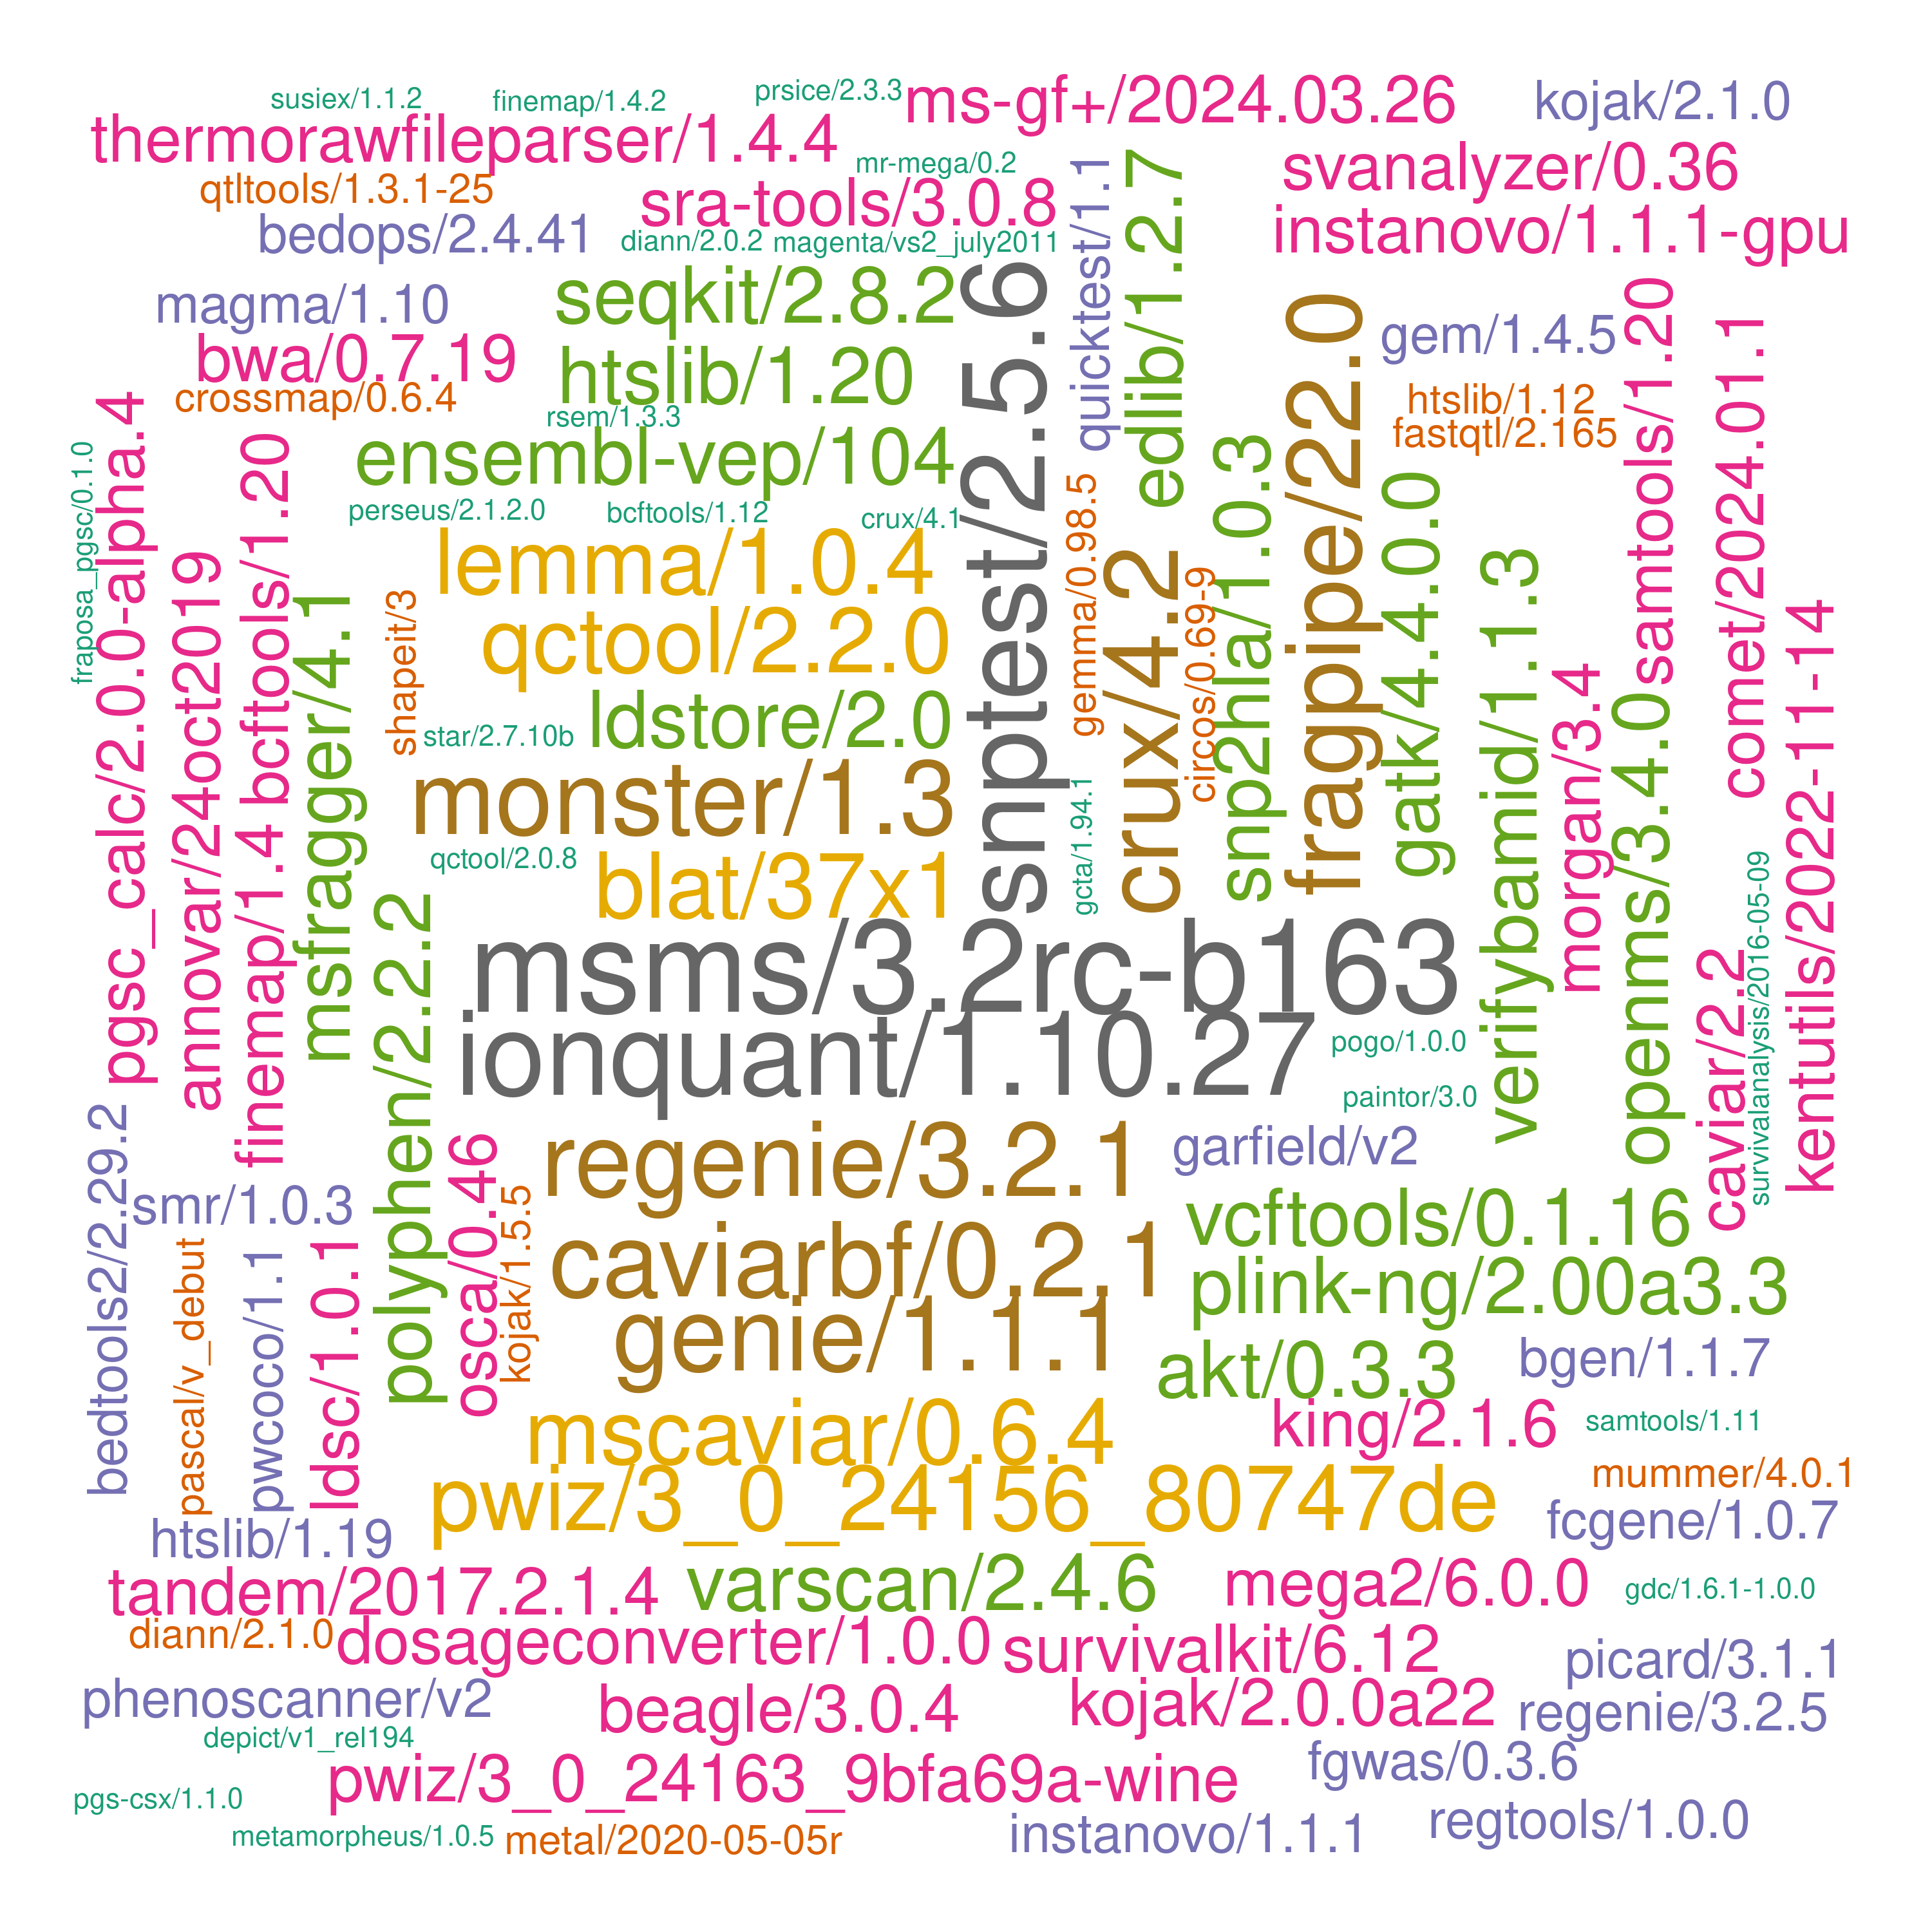 susiex/1.1.2
finemap/1.4.2
prsice/2.3.3
ms-gf+/2024.03.26
kojak/2.1.0
thermorawfileparser/1.4.4
mr-mega/0.2
svanalyzer/0.36
qtltools/1.3.1-25
sra-tools/3.0.8
bedops/2.4.41
diann/2.0.2
magenta/vs2_july2011
quicktest/1.1
edlib/1.2.7
instanovo/1.1.1-gpu
magma/1.10
seqkit/2.8.2
snptest/2.5.6
fragpipe/22.0
gem/1.4.5
samtools/1.20
comet/2024.01.1
bwa/0.7.19
htslib/1.20
crossmap/0.6.4
rsem/1.3.3
htslib/1.12
fastqtl/2.165
fraposa_pgsc/0.1.0
pgsc_calc/2.0.0-alpha.4
annovar/24oct2019
bcftools/1.20
finemap/1.4
ensembl-vep/104
perseus/2.1.2.0
bcftools/1.12
crux/4.1
gemma/0.98.5
crux/4.2
circos/0.69-9
snp2hla/1.0.3
gatk/4.4.0.0
verifybamid/1.1.3
lemma/1.0.4
msfragger/4.1
shapeit/3
qctool/2.2.0
star/2.7.10b
ldstore/2.0
morgan/3.4
openms/3.4.0
kentutils/2022-11-14
monster/1.3
gcta/1.94.1
qctool/2.0.8
blat/37x1
polyphen/2.2.2
msms/3.2rc-b163
caviar/2.2
survivalanalysis/2016-05-09
ionquant/1.10.27
pogo/1.0.0
paintor/3.0
bedtools2/2.29.2
smr/1.0.3
osca/0.46
kojak/1.5.5
regenie/3.2.1
garfield/v2
vcftools/0.1.16
pascal/v_debut
pwcoco/1.1
ldsc/1.0.1
caviarbf/0.2.1
plink-ng/2.00a3.3
genie/1.1.1
akt/0.3.3
bgen/1.1.7
mscaviar/0.6.4
king/2.1.6
samtools/1.11
mummer/4.0.1
pwiz/3_0_24156_80747de
fcgene/1.0.7
htslib/1.19
tandem/2017.2.1.4
varscan/2.4.6
mega2/6.0.0
gdc/1.6.1-1.0.0
diann/2.1.0
dosageconverter/1.0.0
survivalkit/6.12
picard/3.1.1
phenoscanner/v2
beagle/3.0.4
kojak/2.0.0a22
regenie/3.2.5
depict/v1_rel194
fgwas/0.3.6
pgs-csx/1.1.0
pwiz/3_0_24163_9bfa69a-wine
metamorpheus/1.0.5
metal/2020-05-05r
instanovo/1.1.1
regtools/1.0.0